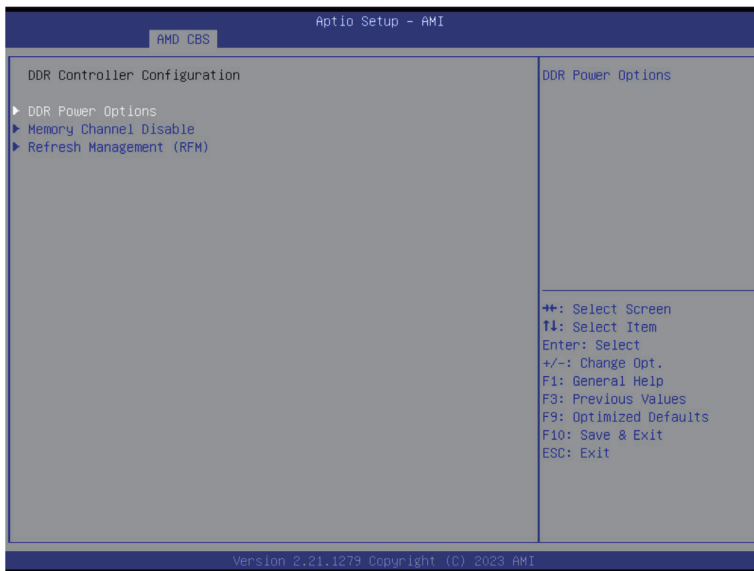 Aptio Setup - AMI
AMD CBS
DDR Controller Configuration
DDR Power Options
Memory Channel Disable
Refresh Management (RFM)
DDR Power Options
→←: Select Screen
↑↓: Select Item
Enter: Select
+/-: Change Opt.
F1: General Help
F3: Previous Values
F9: Optimized Defaults
F10: Save & Exit
ESC: Exit
Version 2.21.1279 Copyright (C) 2023 AMI